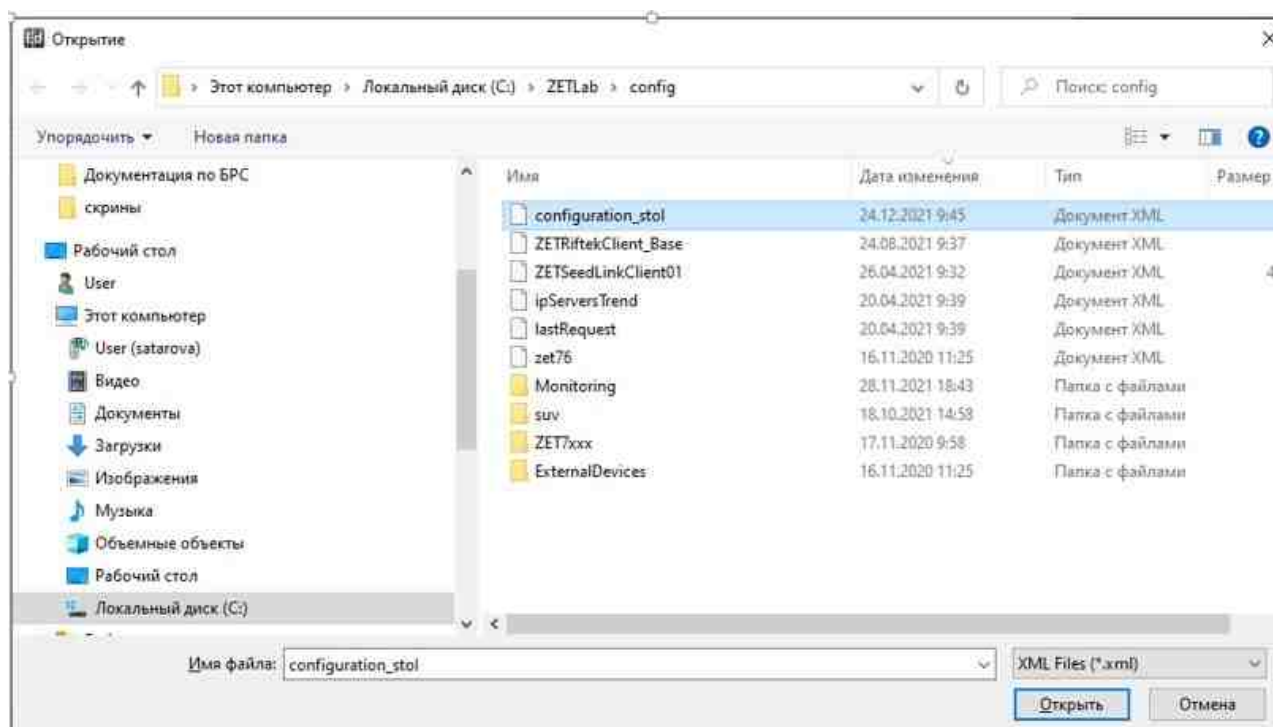 Открытие
Этот компьютер › Локальный диск (C:) › ZETLab › config
Поиск: config
Упорядочить Новая папка
Документация по БРС
скрины
Рабочий стол
User
Этот компьютер
User (satarova)
Видео
Документы
Загрузки
Изображения
Музыка
Объемные объекты
Рабочий стол
Локальный диск (C:)
Имя Дата изменения Тип Размер
configuration_stol 24.12.2021 9:45 Документ XML
ZETRiftekClient_Base 24.08.2021 9:37 Документ XML
ZETSeedLinkClient01 26.04.2021 9:32 Документ XML 4
ipServersTrend 20.04.2021 9:39 Документ XML
lastRequest 20.04.2021 9:39 Документ XML
zet76 16.11.2020 11:25 Документ XML
Monitoring 28.11.2021 18:43 Папка с файлами
suv 18.10.2021 14:58 Папка с файлами
ZET7xxx 17.11.2020 9:58 Папка с файлами
ExternalDevices 16.11.2020 11:25 Папка с файлами
Имя файла: configuration_stol XML Files (*.xml)
Открыть Отмена